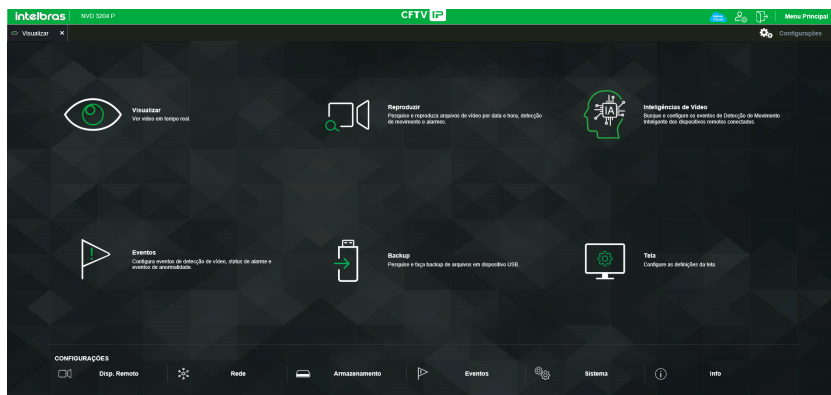 intelbras NVD 3204 P CFTV IP Menu Principal
Visualizar × Configurações
Visualizar
Ver vídeo em tempo real.
Reproduzir
Pesquise e reproduza arquivos de vídeo por data e hora, detecção
de movimento e alarmes.
Inteligências de Vídeo
Busque e configure os eventos de Detecção de Movimento
Inteligente dos dispositivos remotos conectados.
IA
Eventos
Configura eventos de detecção de vídeo, status de alarme e
eventos de anormalidade.
Backup
Pesquise e faça backup de arquivos em dispositivo USB.
Tela
Configure as definições da tela.
CONFIGURAÇÕES
Disp. Remoto Rede Armazenamento Eventos Sistema Info